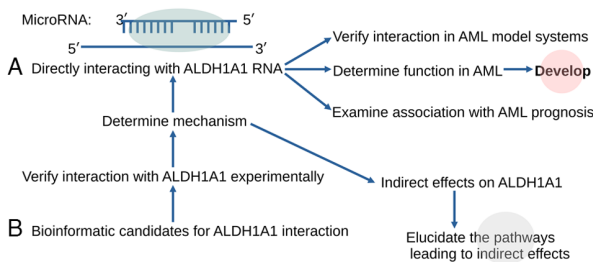 MicroRNA: 3′ 5′
5′ 3′
A Directly interacting with ALDH1A1 RNA
Verify interaction in AML model systems
Determine function in AML
Develop
Examine association with AML prognosis
Determine mechanism
Verify interaction with ALDH1A1 experimentally
Indirect effects on ALDH1A1
B Bioinformatic candidates for ALDH1A1 interaction
Elucidate the pathways
leading to indirect effects